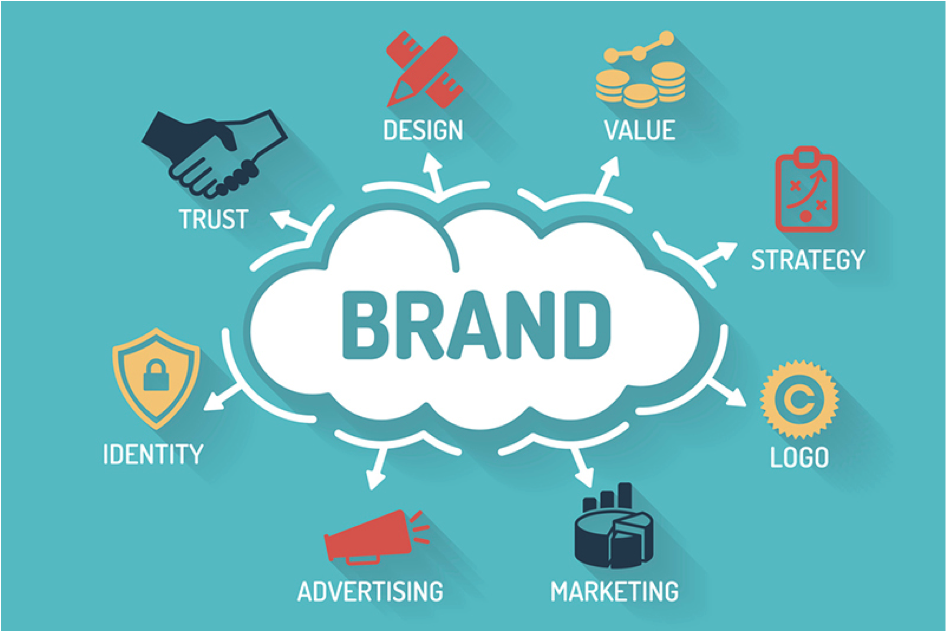 DESIGN
VALUE
TRUST
STRATEGY
BRAND
IDENTITY
C
LOGO
ADVERTISING
MARKETING